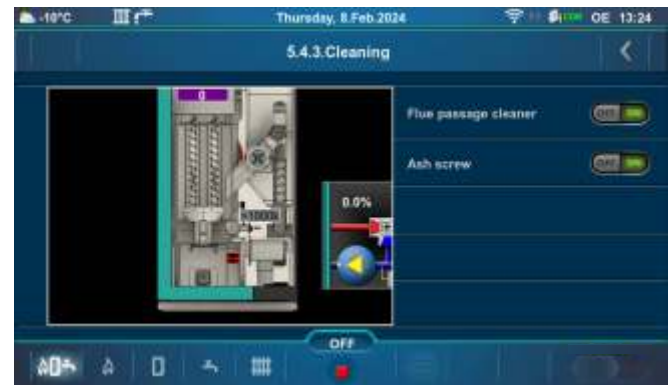 -10°C Thursday, 8.Feb 2024 OE 13:24
5.4.3.Cleaning
0
Flue passage cleaner OFF ON
Ash screw OFF ON
0.0%
OFF